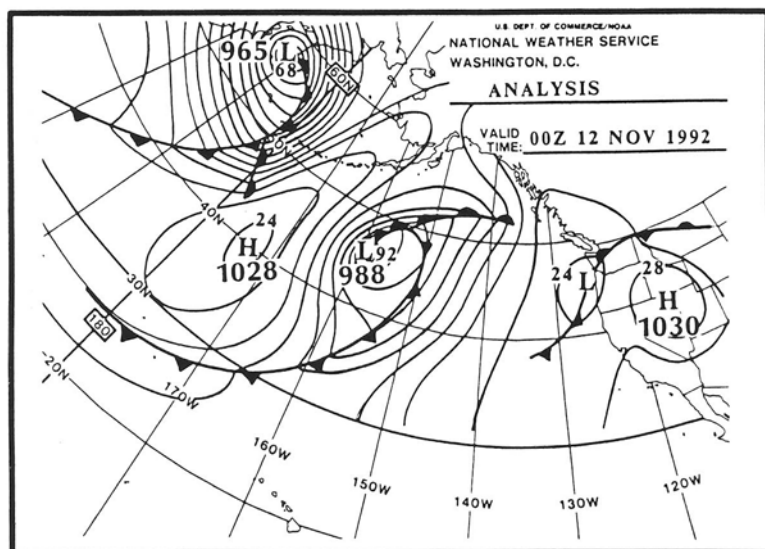 U.S. DEPT. OF COMMERCE/NOAA
NATIONAL WEATHER SERVICE
WASHINGTON, D.C.
ANALYSIS
VALID TIME: 00Z 12 NOV 1992
965 L
68
60N
40N
24
H
1028
L 92
988
24 L
28
H
1030
30N
180
20N
170W
160W
150W
140W
130W
120W